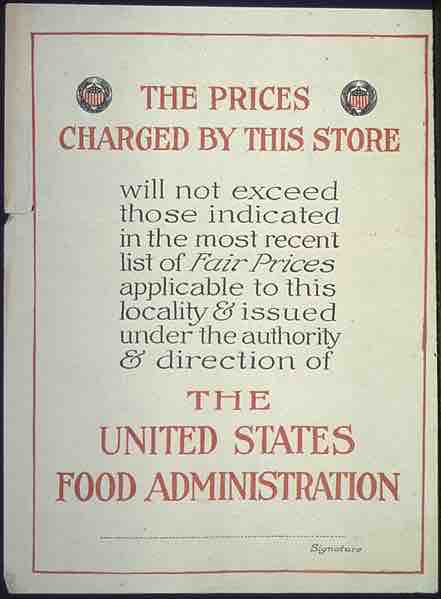 THE PRICES
CHARGED BY THIS STORE
will not exceed
those indicated
in the most recent
list of Fair Prices
applicable to this
locality & issued
under the authority
& direction of
THE
UNITED STATES
FOOD ADMINISTRATION
Signature